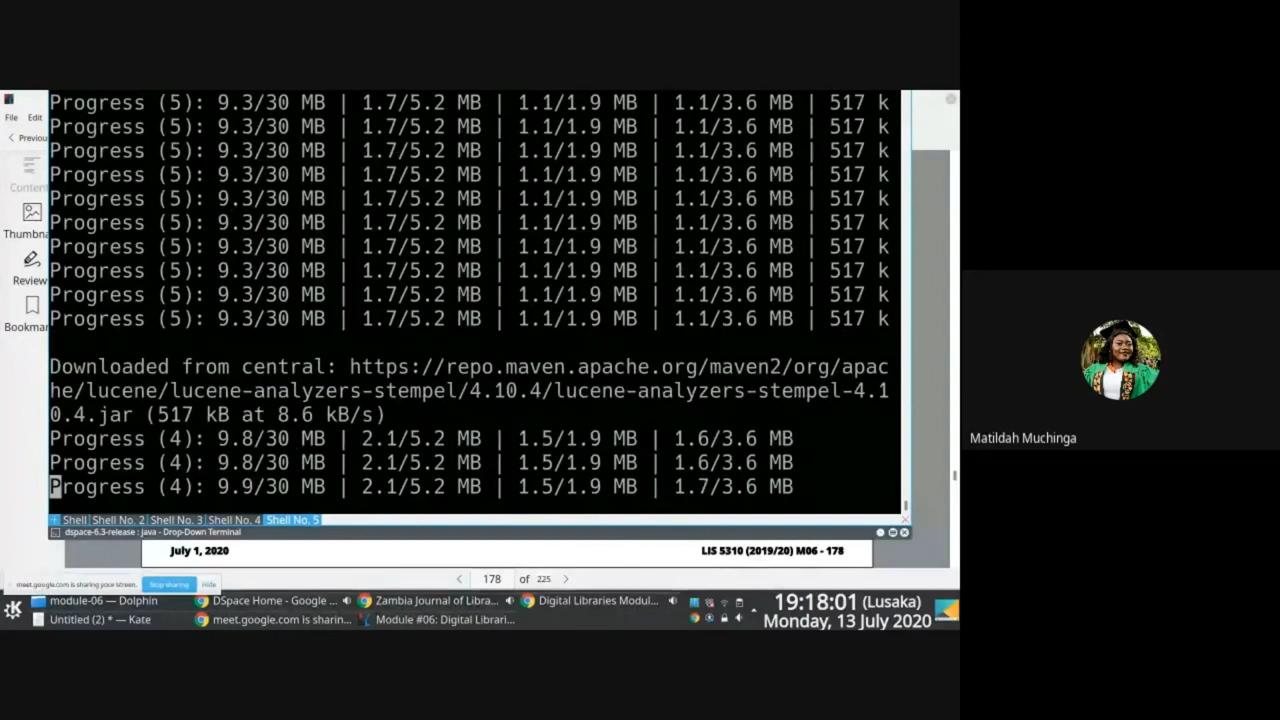 File Edit
Previou
Conten
Thumbna
Review
Bookmar
Progress (5): 9.3/30 MB | 1.7/5.2 MB | 1.1/1.9 MB | 1.1/3.6 MB | 517 k
Progress (5): 9.3/30 MB | 1.7/5.2 MB | 1.1/1.9 MB | 1.1/3.6 MB | 517 k
Progress (5): 9.3/30 MB | 1.7/5.2 MB | 1.1/1.9 MB | 1.1/3.6 MB | 517 k
Progress (5): 9.3/30 MB | 1.7/5.2 MB | 1.1/1.9 MB | 1.1/3.6 MB | 517 k
Progress (5): 9.3/30 MB | 1.7/5.2 MB | 1.1/1.9 MB | 1.1/3.6 MB | 517 k
Progress (5): 9.3/30 MB | 1.7/5.2 MB | 1.1/1.9 MB | 1.1/3.6 MB | 517 k
Progress (5): 9.3/30 MB | 1.7/5.2 MB | 1.1/1.9 MB | 1.1/3.6 MB | 517 k
Progress (5): 9.3/30 MB | 1.7/5.2 MB | 1.1/1.9 MB | 1.1/3.6 MB | 517 k
Progress (5): 9.3/30 MB | 1.7/5.2 MB | 1.1/1.9 MB | 1.1/3.6 MB | 517 k
Progress (5): 9.3/30 MB | 1.7/5.2 MB | 1.1/1.9 MB | 1.1/3.6 MB | 517 k
Downloaded from central: https://repo.maven.apache.org/maven2/org/apac
he/lucene/lucene-analyzers-stempel/4.10.4/lucene-analyzers-stempel-4.1
0.4.jar (517 kB at 8.6 kB/s)
Progress (4): 9.8/30 MB | 2.1/5.2 MB | 1.5/1.9 MB | 1.6/3.6 MB
Progress (4): 9.8/30 MB | 2.1/5.2 MB | 1.5/1.9 MB | 1.6/3.6 MB
Progress (4): 9.9/30 MB | 2.1/5.2 MB | 1.5/1.9 MB | 1.7/3.6 MB
Shell Shell No. 2 Shell No. 3 Shell No. 4 Shell No. 5
dspace-6.3-release : java - Drop-Down Terminal
July 1, 2020 LIS 5310 (2019/20) M06 - 178
178 of 225
meet.google.com is sharing your screen. Stop sharing Hide
module-06 — Dolphin DSpace Home - Google ... Zambia Journal of Libra... Digital Libraries Modul...
Untitled (2) * — Kate meet.google.com is sharin... Module #06: Digital Librari...
19:18:01 (Lusaka)
Monday, 13 July 2020
Matildah Muchinga